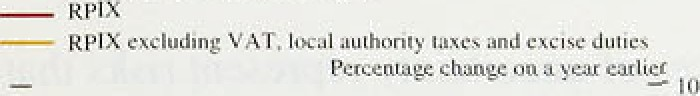 RPIX
RPIX excluding VAT, local authority taxes and excise duties
Percentage change on a year earlier
10